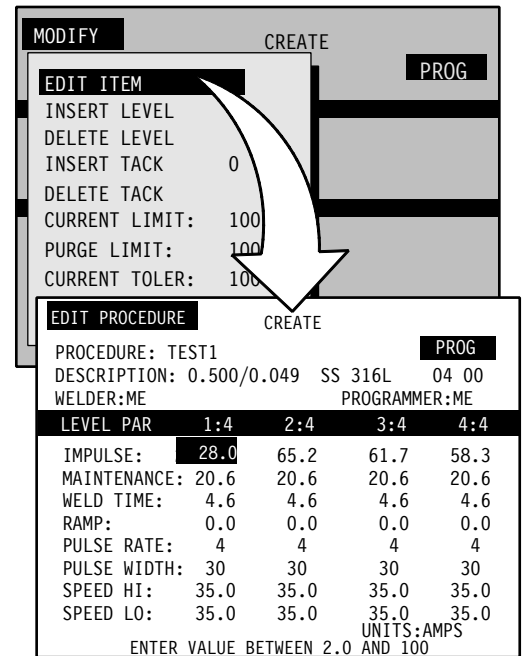 MODIFY CREATE
PROG
EDIT ITEM
INSERT LEVEL
DELETE LEVEL
INSERT TACK 0
DELETE TACK
CURRENT LIMIT: 100
PURGE LIMIT: 100
CURRENT TOLER: 100
EDIT PROCEDURE CREATE
PROCEDURE: TEST1 PROG
DESCRIPTION: 0.500/0.049 SS 316L 04 00
WELDER:ME PROGRAMMER:ME
LEVEL PAR 1:4 2:4 3:4 4:4
IMPULSE: 28.0 65.2 61.7 58.3
MAINTENANCE: 20.6 20.6 20.6 20.6
WELD TIME: 4.6 4.6 4.6 4.6
RAMP: 0.0 0.0 0.0 0.0
PULSE RATE: 4 4 4 4
PULSE WIDTH: 30 30 30 30
SPEED HI: 35.0 35.0 35.0 35.0
SPEED LO: 35.0 35.0 35.0 35.0
UNITS:AMPS
ENTER VALUE BETWEEN 2.0 AND 100